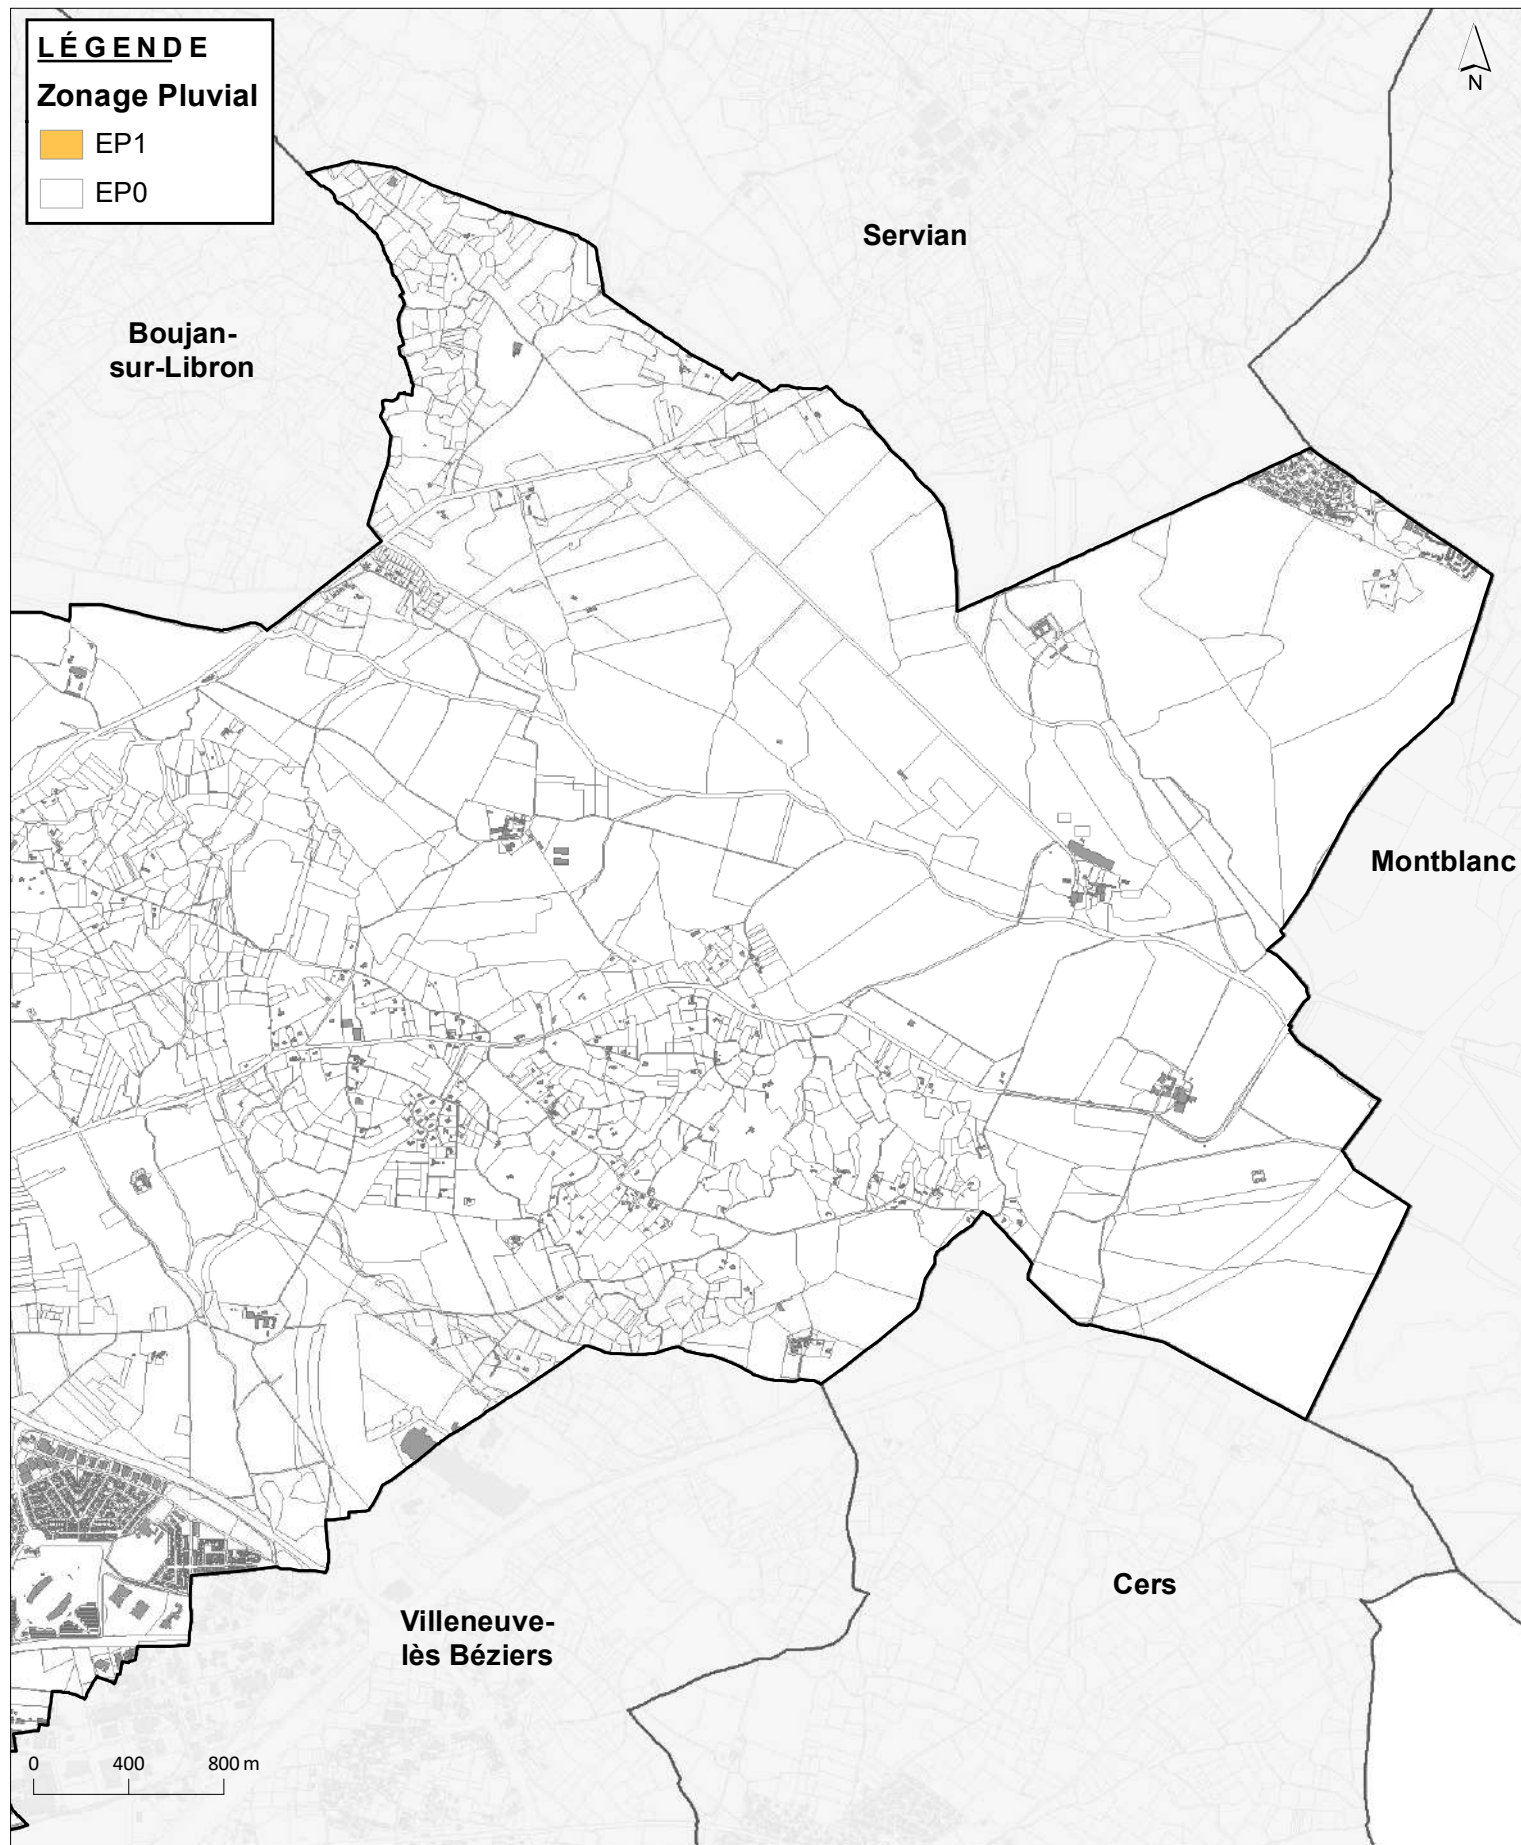 LÉGENDE
Zonage Pluvial
EP1
EP0
N
Servian
Boujan-
sur-Libron
Montblanc
Cers
Villeneuve-
lès Béziers
0 400 800 m